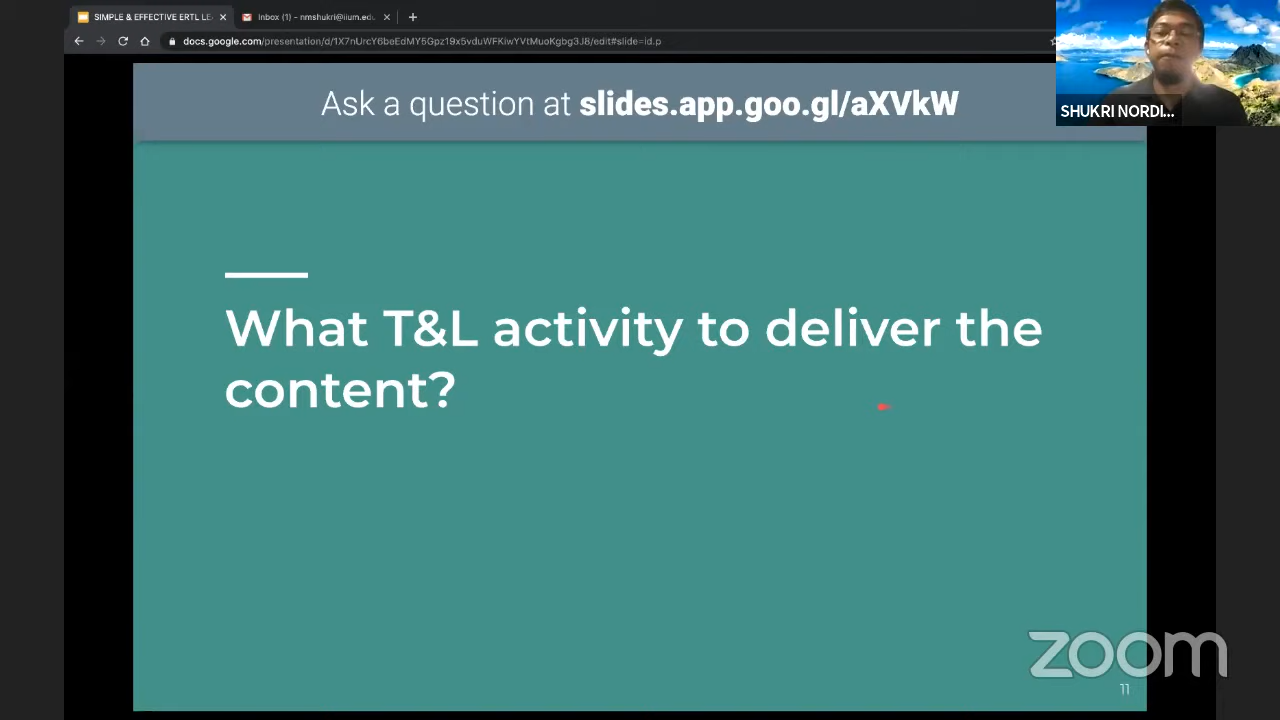 SIMPLE & EFFECTIVE ERTL LE
Inbox (1) - nmshukri@iium.edu
docs.google.com/presentation/d/1X7nUrcY6beEdMY5Gpz19x5vduWFKiwYVtMuoKgbg3J8/edit#slide=id.p
Ask a question at slides.app.goo.gl/aXVkW
SHUKRI NORDI...
What T&L activity to deliver the
content?
zoom
11